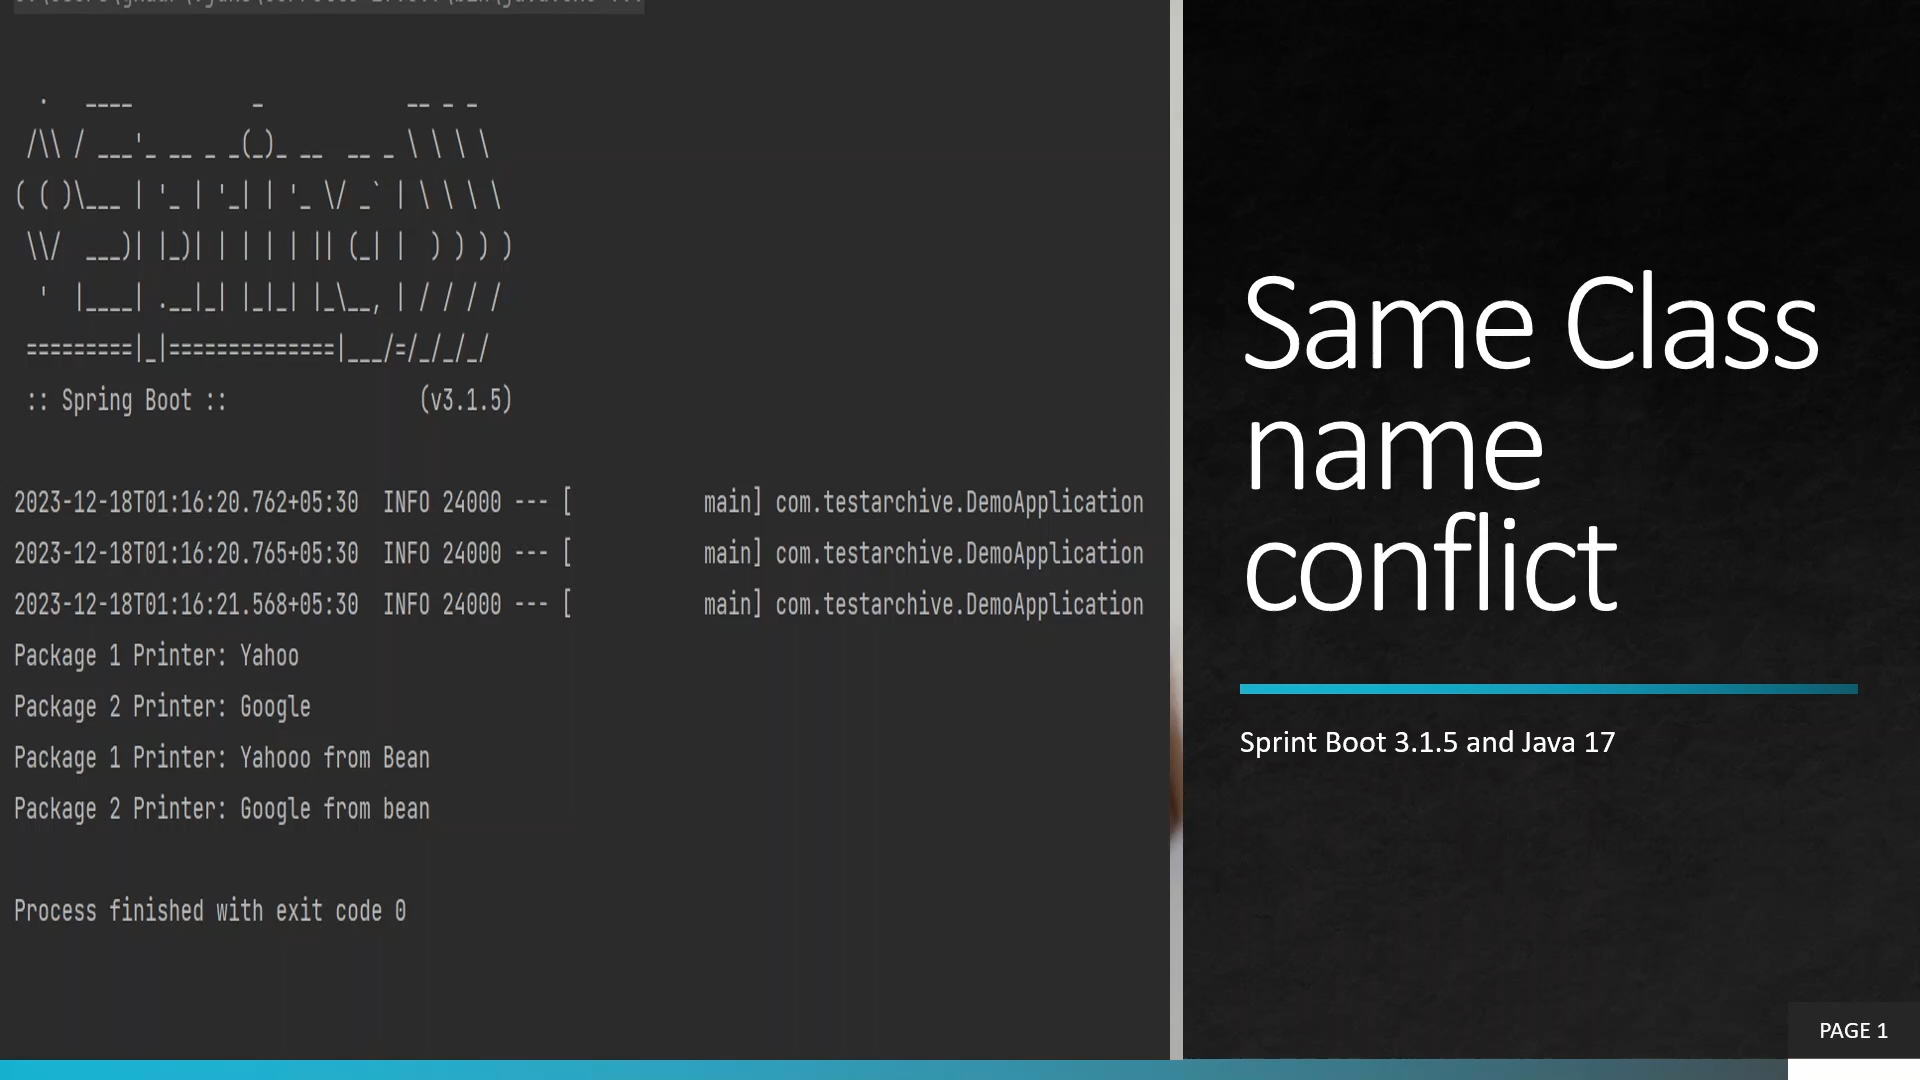 :: Spring Boot :: (v3.1.5)
2023-12-18T01:16:20.762+05:30 INFO 24000 --- [ main] com.testarchive.DemoApplication
2023-12-18T01:16:20.765+05:30 INFO 24000 --- [ main] com.testarchive.DemoApplication
2023-12-18T01:16:21.568+05:30 INFO 24000 --- [ main] com.testarchive.DemoApplication
Package 1 Printer: Yahoo
Package 2 Printer: Google
Package 1 Printer: Yahooo from Bean
Package 2 Printer: Google from bean
Process finished with exit code 0
Same Class
name
conflict
Sprint Boot 3.1.5 and Java 17
PAGE 1